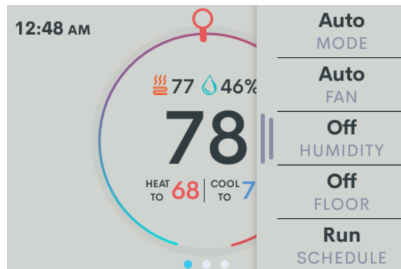 12:48 AM
77 46%
78
HEAT TO 68 COOL TO 7
Auto
MODE
Auto
FAN
Off
HUMIDITY
Off
FLOOR
Run
SCHEDULE